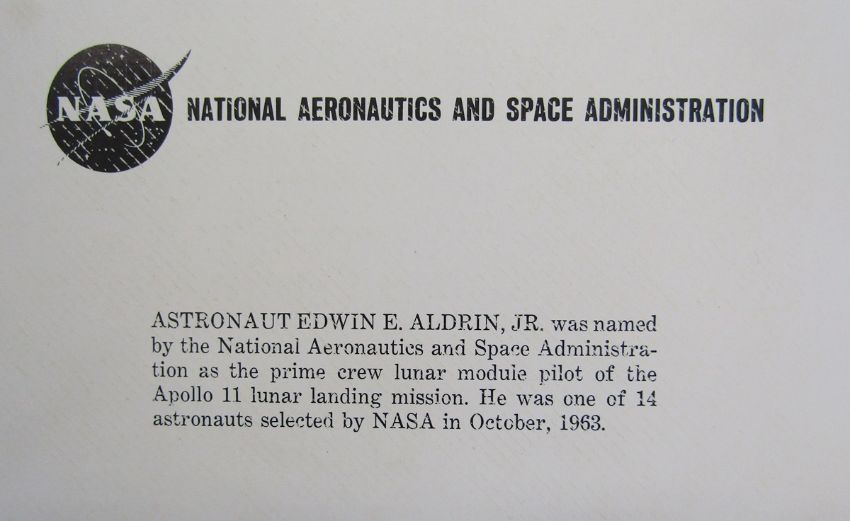 NASA NATIONAL AERONAUTICS AND SPACE ADMINISTRATION
ASTRONAUT EDWIN E. ALDRIN, JR. was named
by the National Aeronautics and Space Administra-
tion as the prime crew lunar module pilot of the
Apollo 11 lunar landing mission. He was one of 14
astronauts selected by NASA in October, 1963.